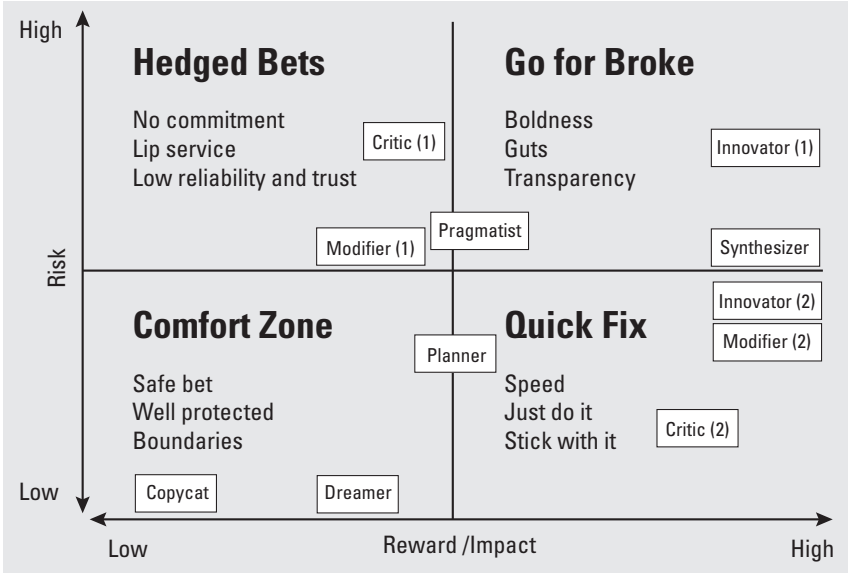 High
Hedged Bets
No commitment
Lip service
Low reliability and trust
Critic (1)
Modifier (1)
Go for Broke
Boldness
Guts
Transparency
Innovator (1)
Pragmatist
Synthesizer
Risk
Comfort Zone
Safe bet
Well protected
Boundaries
Copycat
Dreamer
Planner
Quick Fix
Speed
Just do it
Stick with it
Innovator (2)
Modifier (2)
Critic (2)
Low
Low
Reward /Impact
High